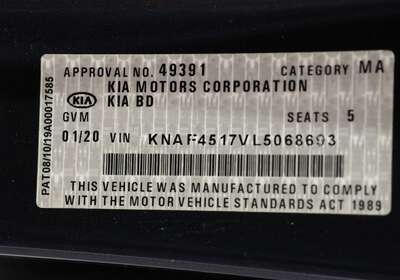 APPROVAL NO. 49391 CATEGORY MA
KIA MOTORS CORPORATION
KIA KIA BD
GVM SEATS 5
01/20 VIN KNAF4517VL5068693
THIS VEHICLE WAS MANUFACTURED TO COMPLY
WITH THE MOTOR VEHICLE STANDARDS ACT 1989
PAT08/10/19A00017585